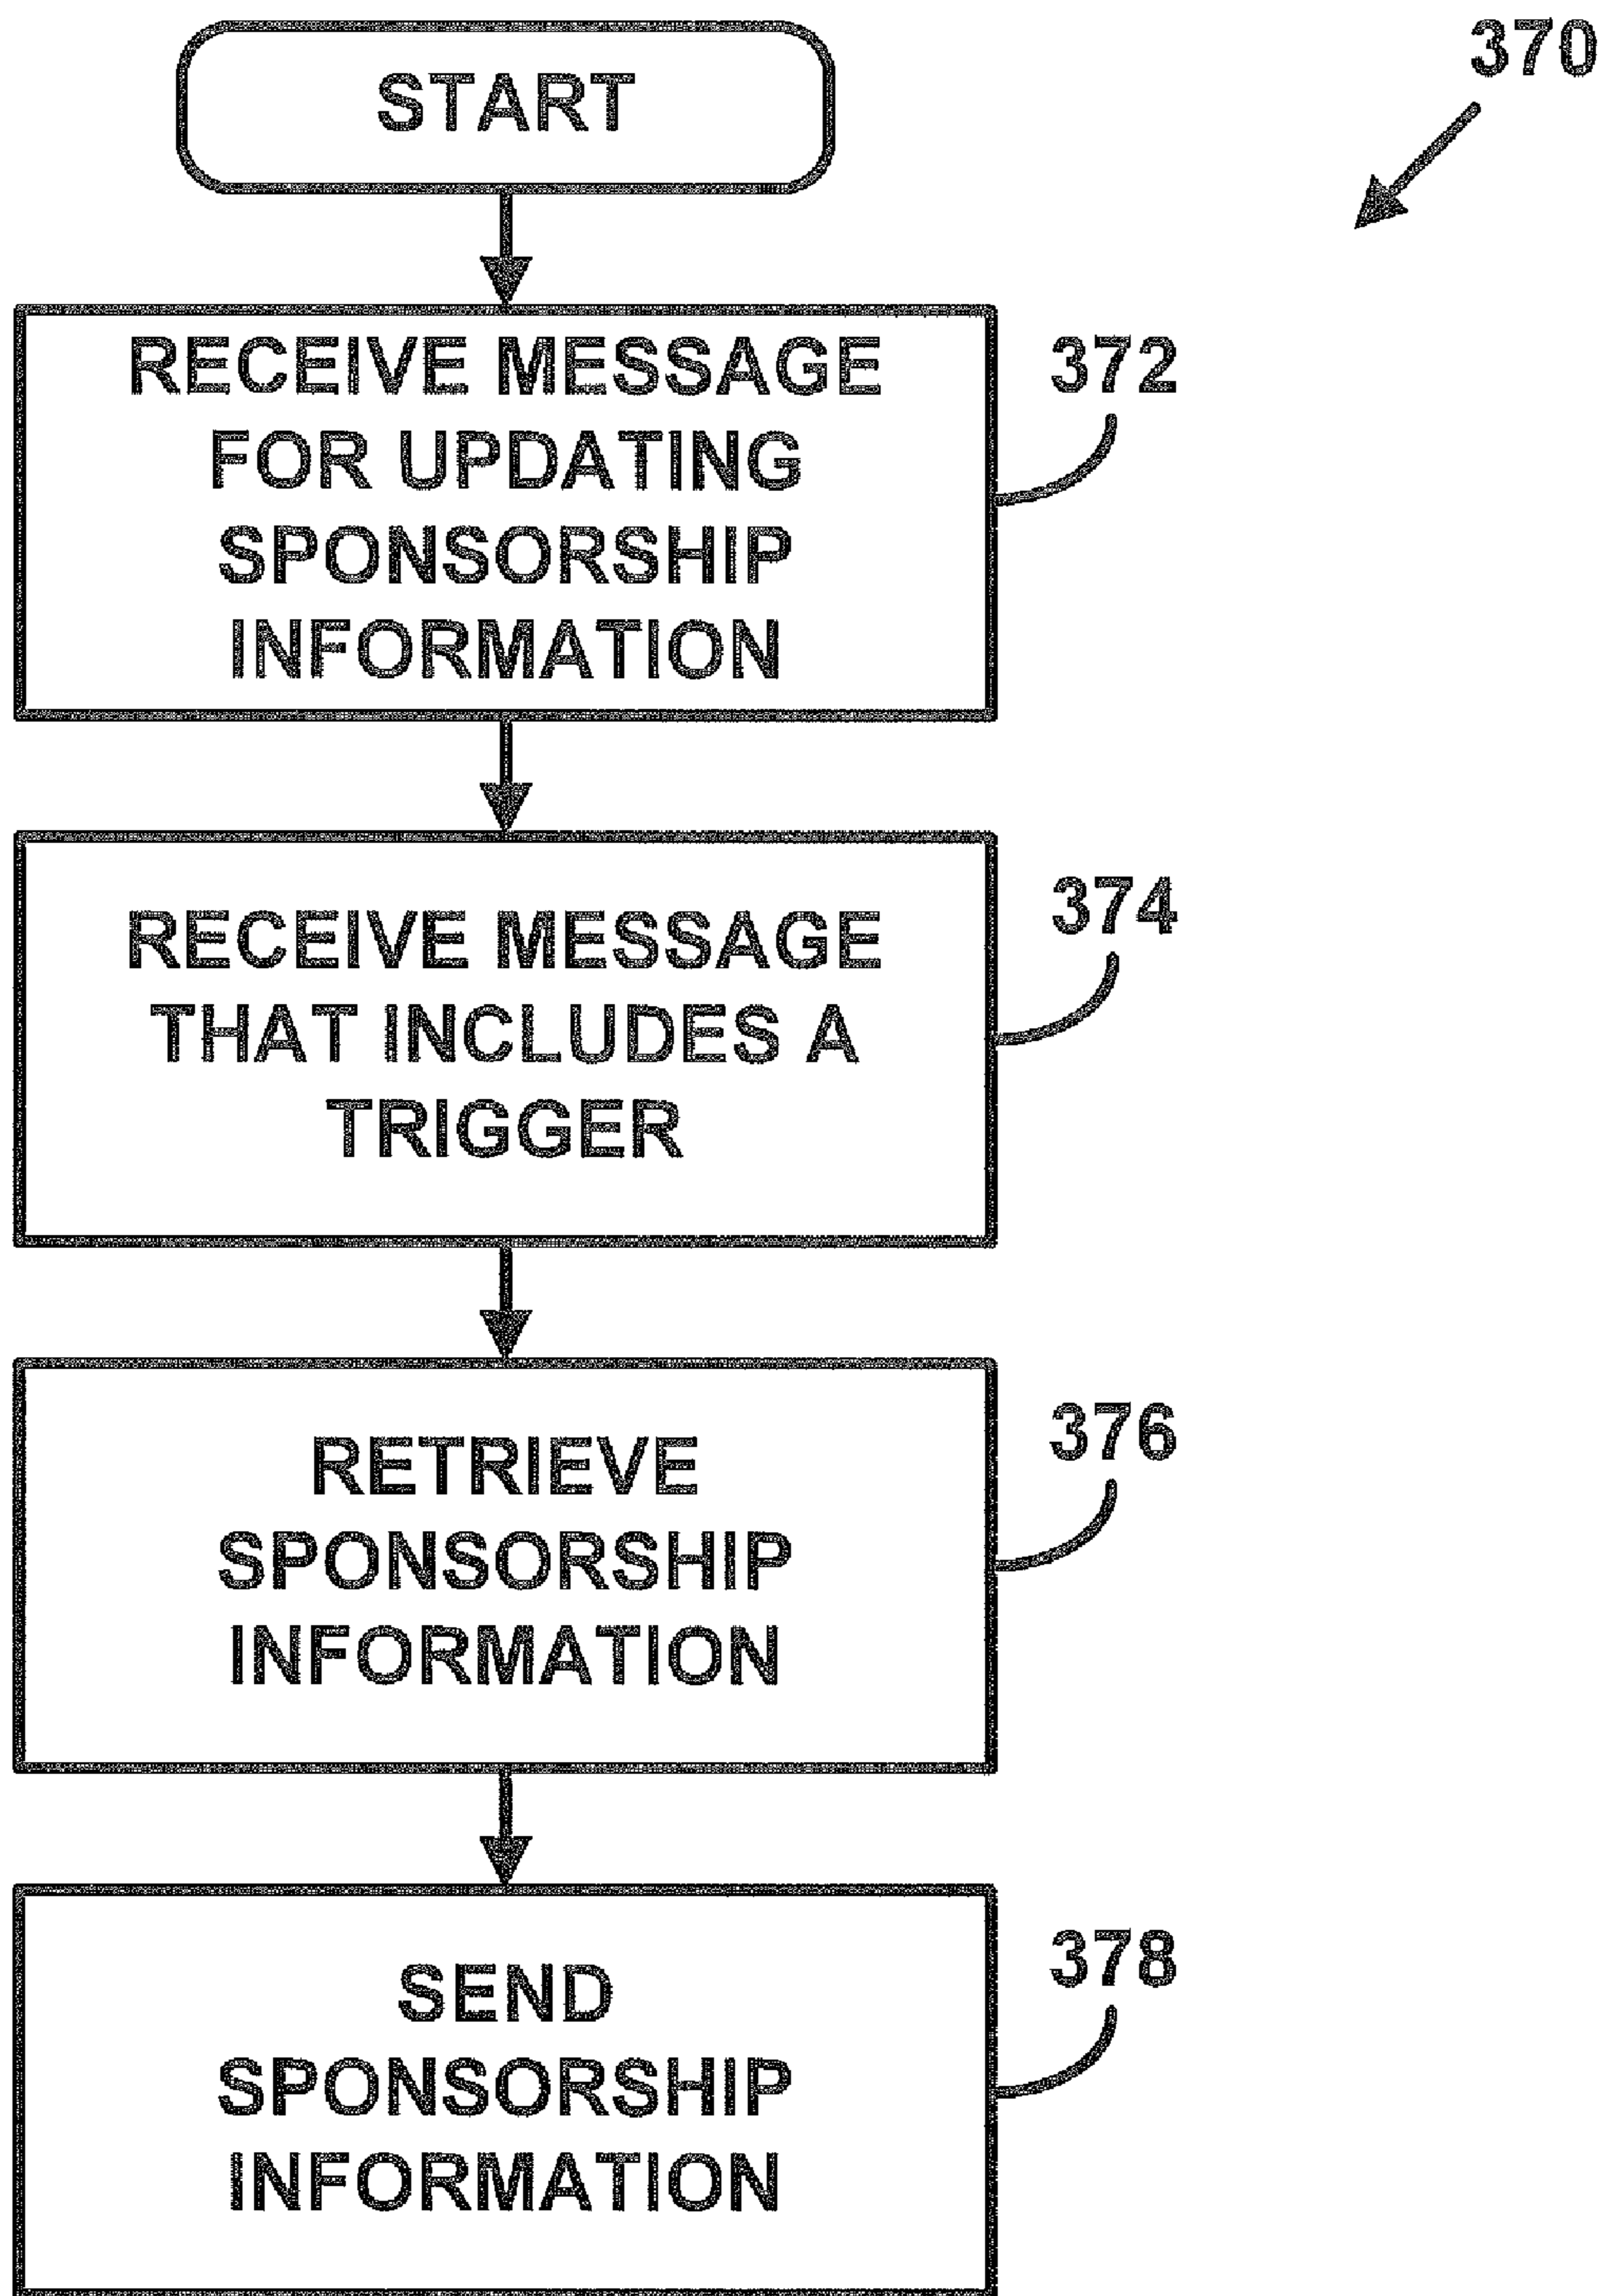 START
370
RECEIVE MESSAGE
FOR UPDATING
SPONSORSHIP
INFORMATION
372
RECEIVE MESSAGE
THAT INCLUDES A
TRIGGER
374
RETRIEVE
SPONSORSHIP
INFORMATION
376
SEND
SPONSORSHIP
INFORMATION
378